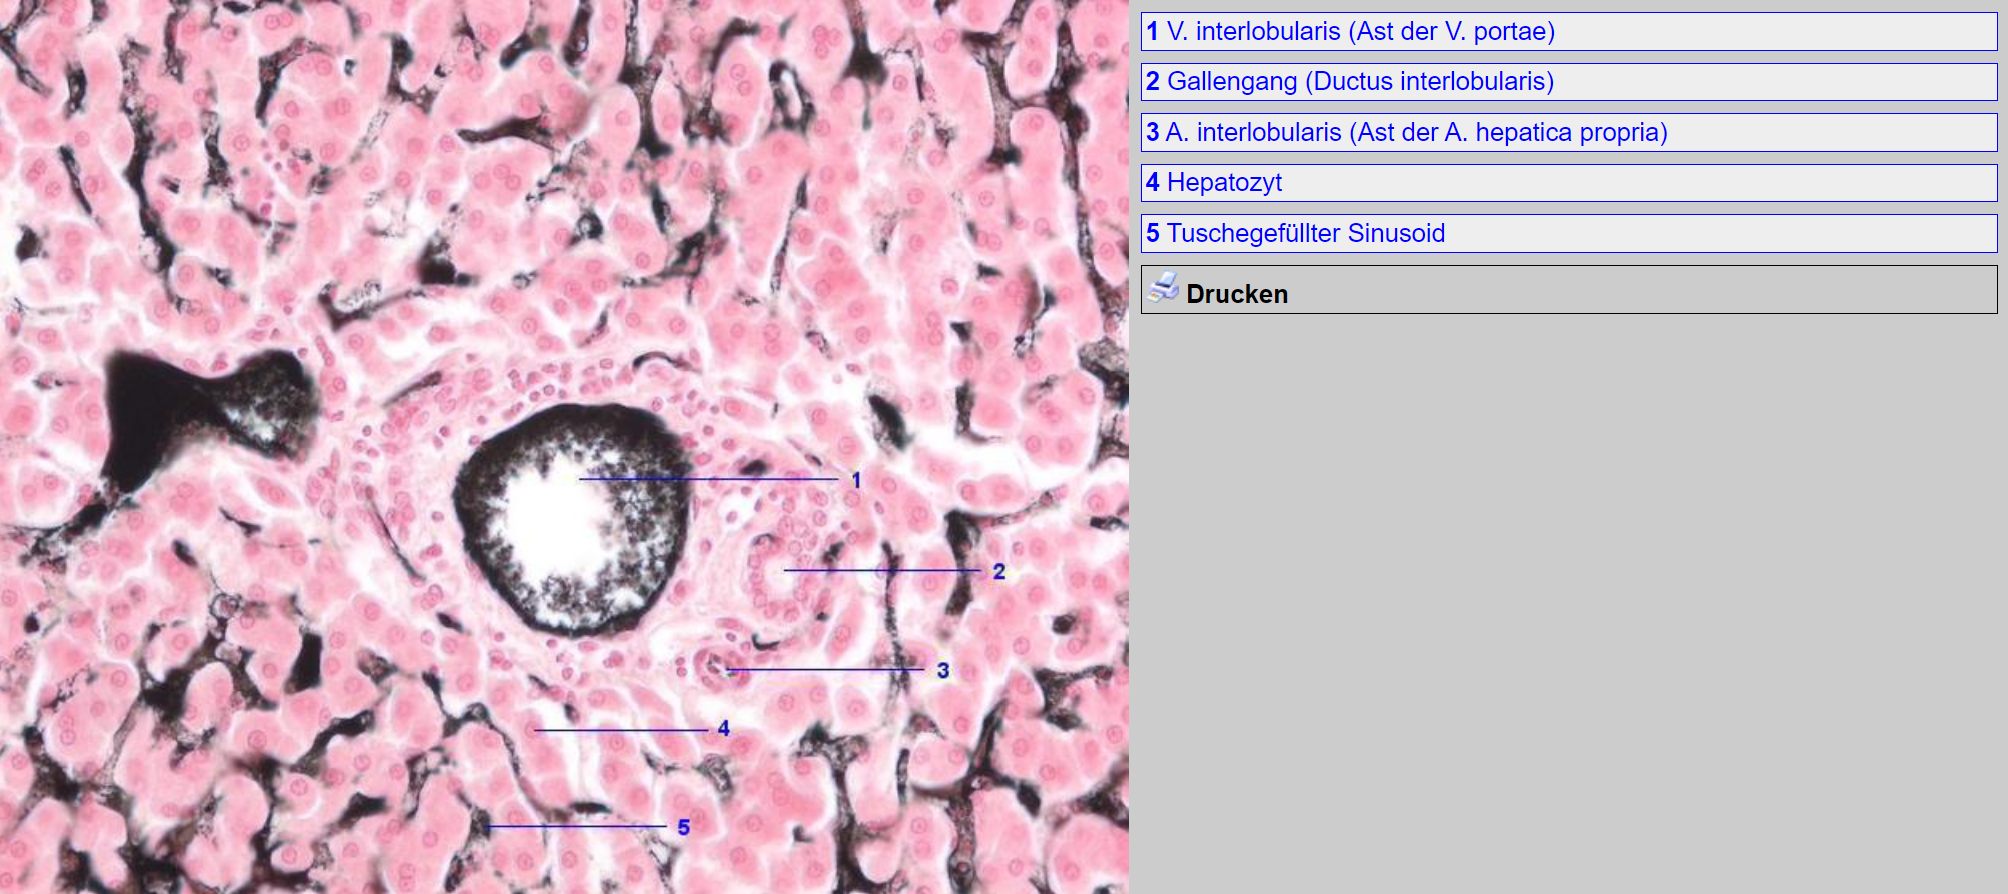 1 V. interlobularis (Ast der V. portae)
2 Gallengang (Ductus interlobularis)
3 A. interlobularis (Ast der A. hepatica propria)
4 Hepatozyt
5 Tuschegefüllter Sinusoid
Drucken
1
2
3
4
5